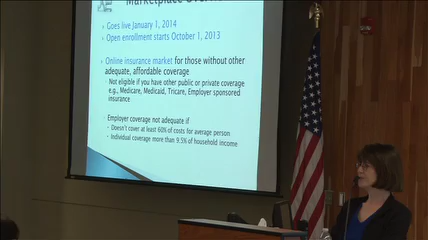 Marketplace Overview
Goes live January 1, 2014
Open enrollment starts October 1, 2013
Online insurance market for those without other
adequate, affordable coverage
Not eligible if you have other public or private coverage
e.g., Medicare, Medicaid, Tricare, Employer sponsored
insurance
Employer coverage not adequate if
Doesn't cover at least 60% of costs for average person
Individual coverage more than 9.5% of household income